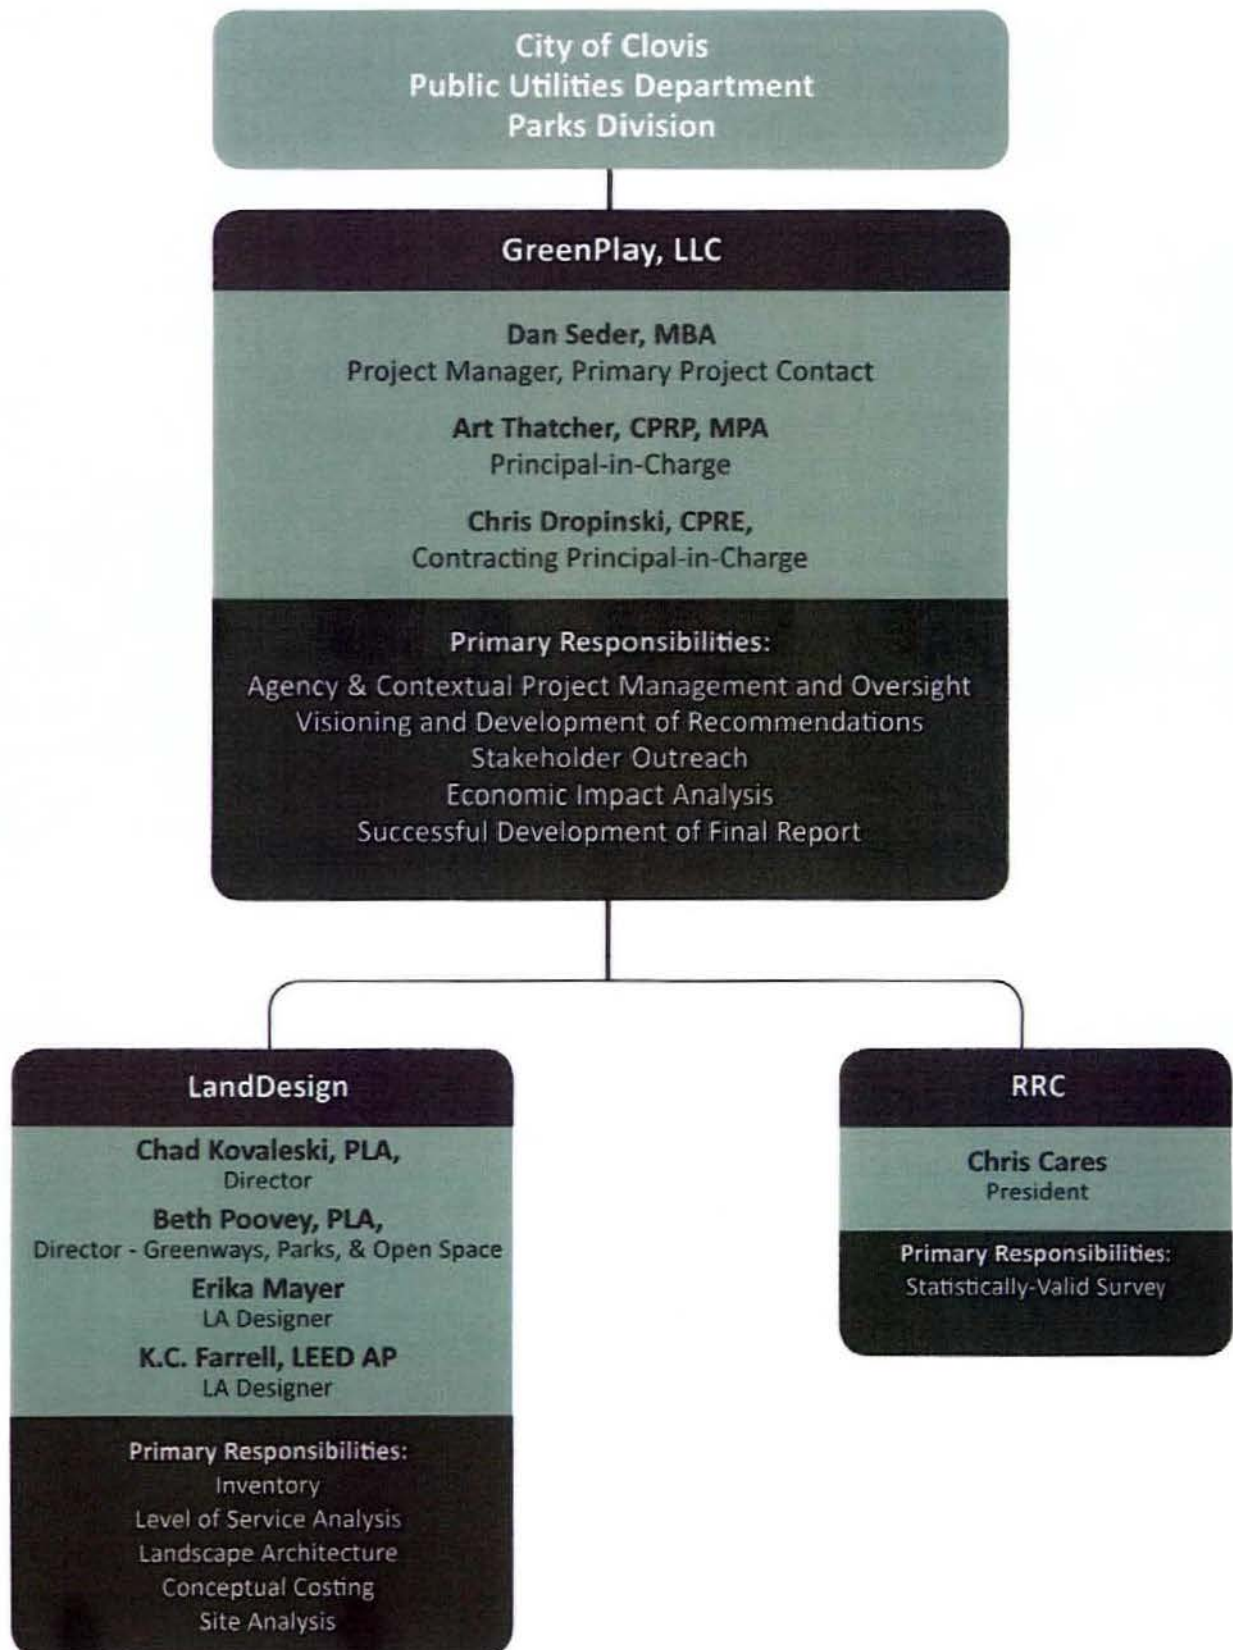 City of Clovis
Public Utilities Department
Parks Division
GreenPlay, LLC
Dan Seder, MBA
Project Manager, Primary Project Contact
Art Thatcher, CPRP, MPA
Principal-in-Charge
Chris Dropinski, CPRE,
Contracting Principal-in-Charge
Primary Responsibilities:
Agency & Contextual Project Management and Oversight
Visioning and Development of Recommendations
Stakeholder Outreach
Economic Impact Analysis
Successful Development of Final Report
LandDesign
Chad Kovaleski, PLA,
Director
Beth Poovey, PLA,
Director - Greenways, Parks, & Open Space
Erika Mayer
LA Designer
K.C. Farrell, LEED AP
LA Designer
Primary Responsibilities:
Inventory
Level of Service Analysis
Landscape Architecture
Conceptual Costing
Site Analysis
RRC
Chris Cares
President
Primary Responsibilities:
Statistically-Valid Survey